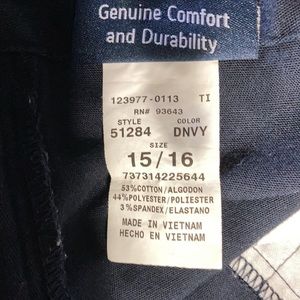 Genuine Comfort
and Durability
123977-0113 TI
RN# 93643
STYLE COLOR
51284 DNVY
SIZE
15/16
737314225644
53%COTTON/ALGODON
44%POLYESTER/POLIESTER
3%SPANDEX/ELASTANO
MADE IN VIETNAM
HECHO EN VIETNAM